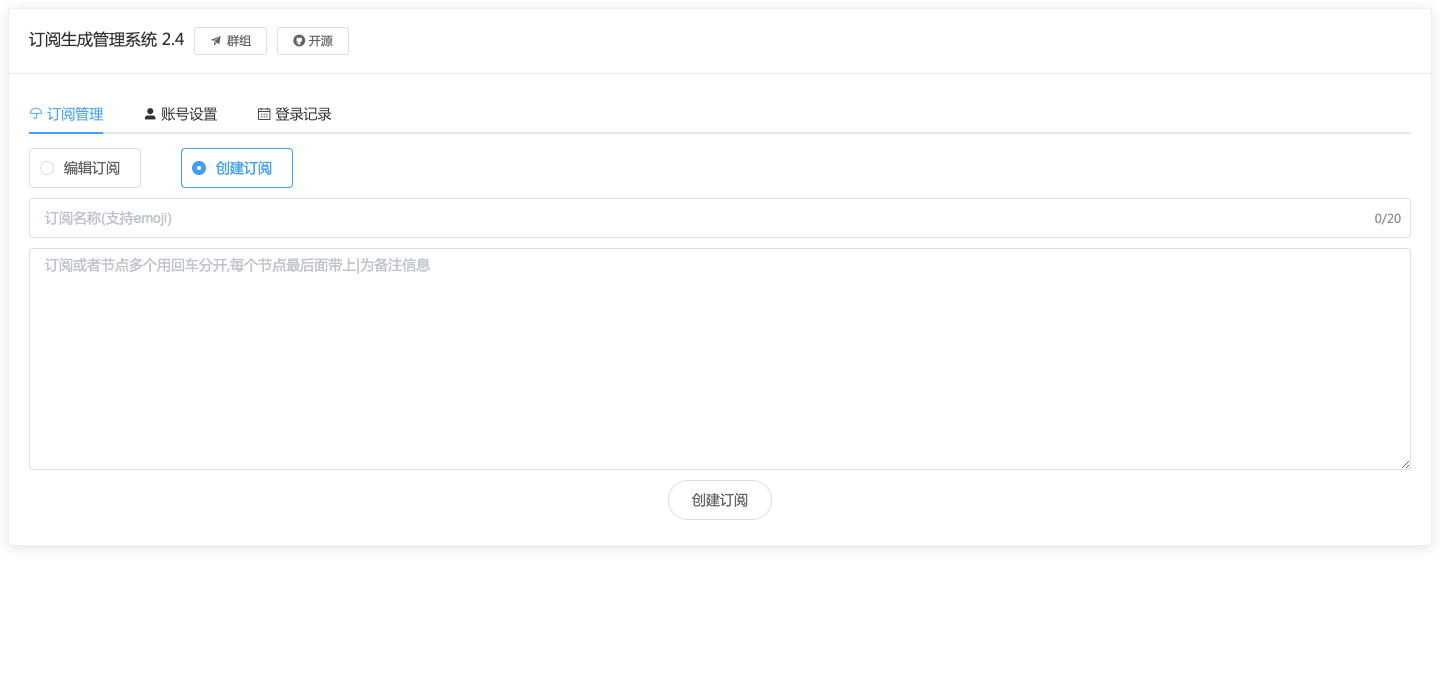 订阅生成管理系统 2.4 群组 开源
订阅管理 账号设置 登录记录
编辑订阅 创建订阅
订阅名称(支持emoji) 0/20
订阅或者节点多个用回车分开,每个节点最后面带上|为备注信息
创建订阅